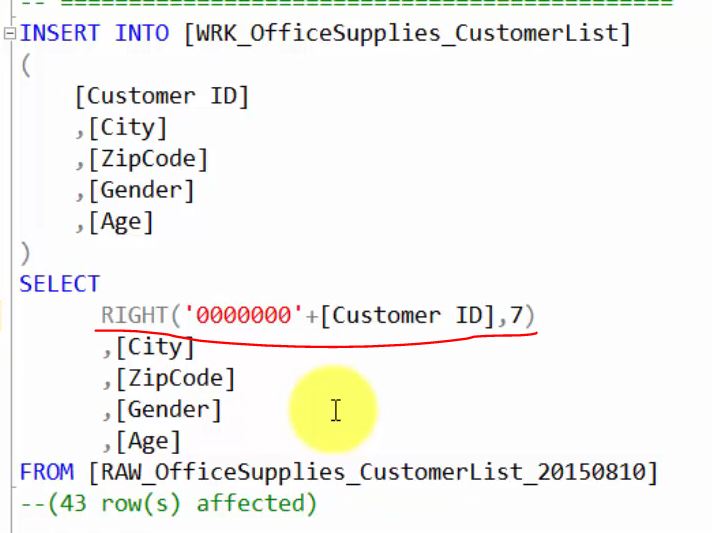 -- ==============================================
INSERT INTO [WRK_OfficeSupplies_CustomerList]
(
[Customer ID]
,[City]
,[ZipCode]
,[Gender]
,[Age]
)
SELECT
RIGHT('0000000'+[Customer ID],7)
,[City]
,[ZipCode]
,[Gender]
,[Age]
FROM [RAW_OfficeSupplies_CustomerList_20150810]
--(43 row(s) affected)